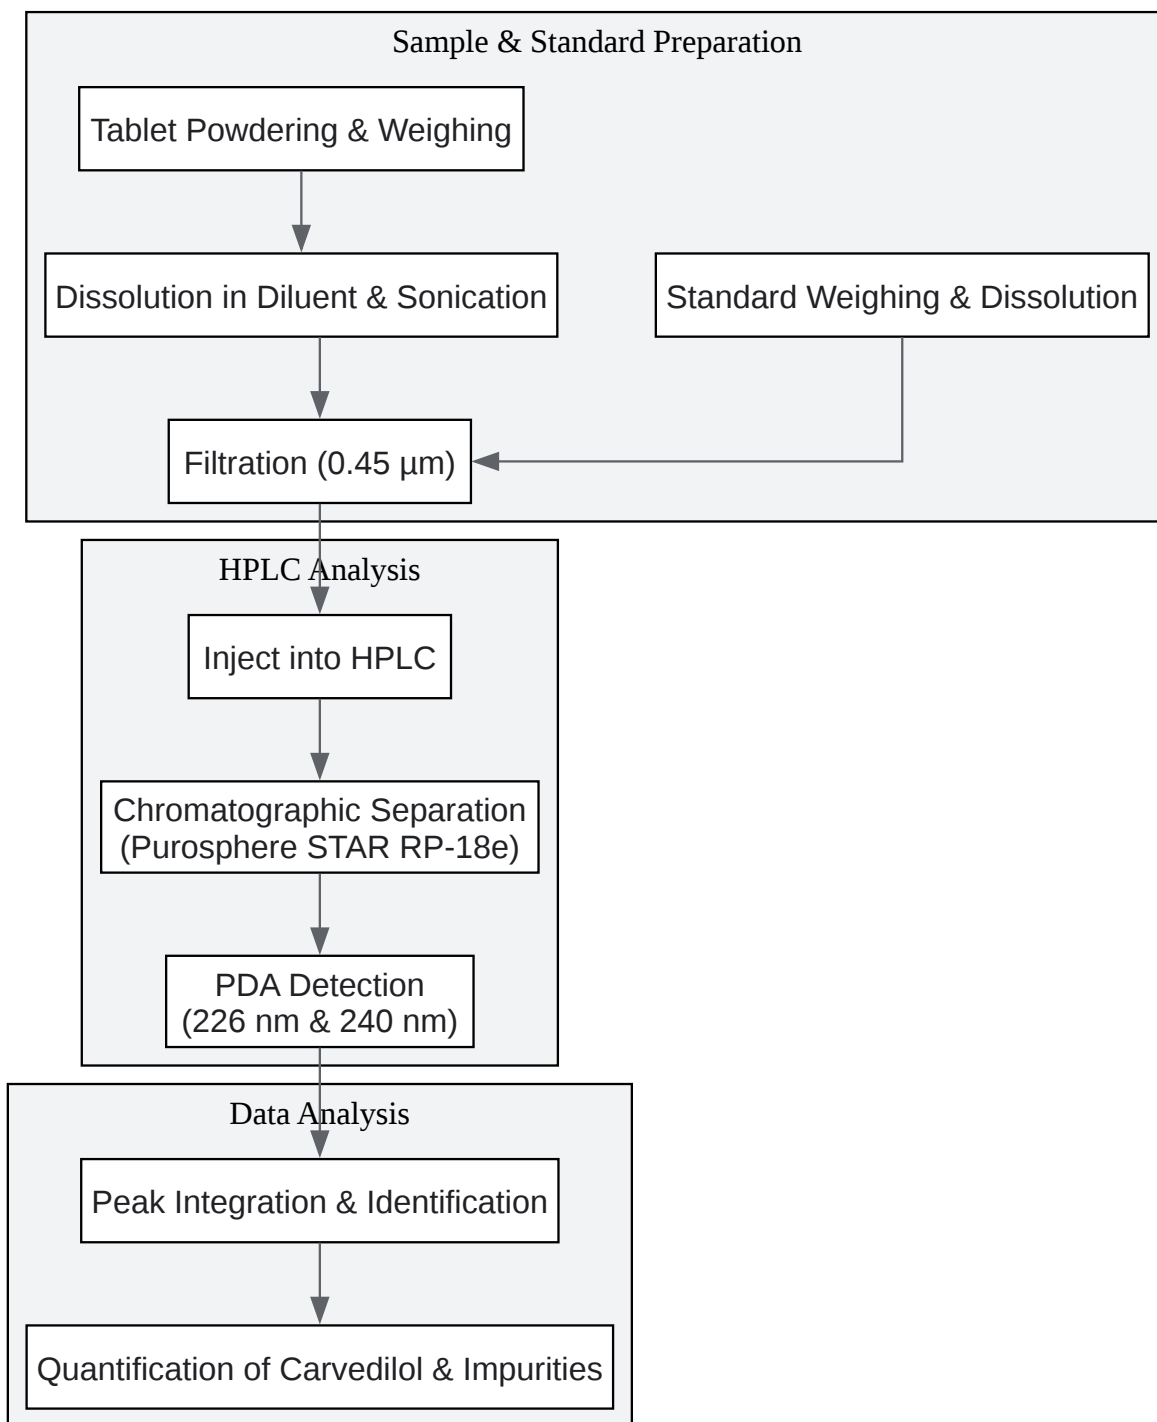 Sample & Standard Preparation
Tablet Powdering & Weighing
Dissolution in Diluent & Sonication
Standard Weighing & Dissolution
Filtration (0.45 µm)
HPLC Analysis
Inject into HPLC
Chromatographic Separation
(Purosphere STAR RP-18e)
PDA Detection
(226 nm & 240 nm)
Data Analysis
Peak Integration & Identification
Quantification of Carvedilol & Impurities